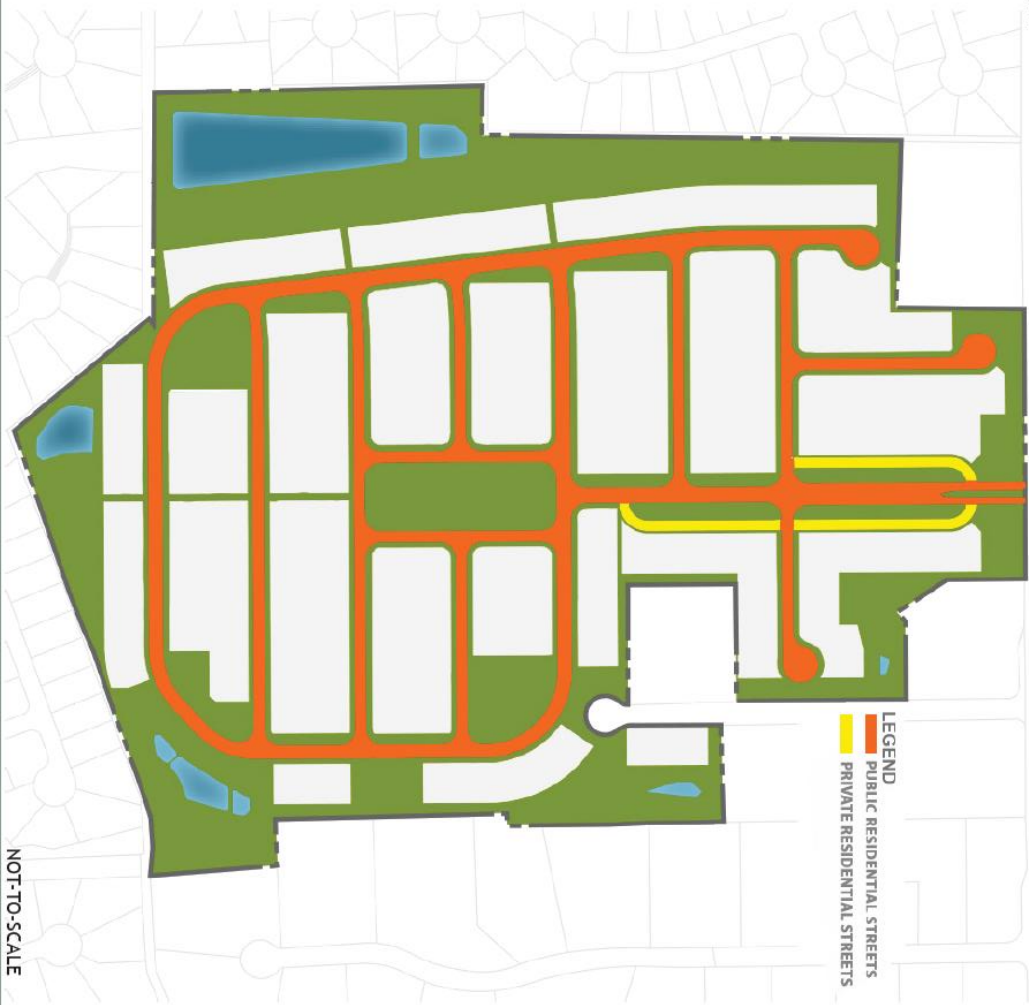 LEGEND
PUBLIC RESIDENTIAL STREETS
PRIVATE RESIDENTIAL STREETS
NOT-TO-SCALE